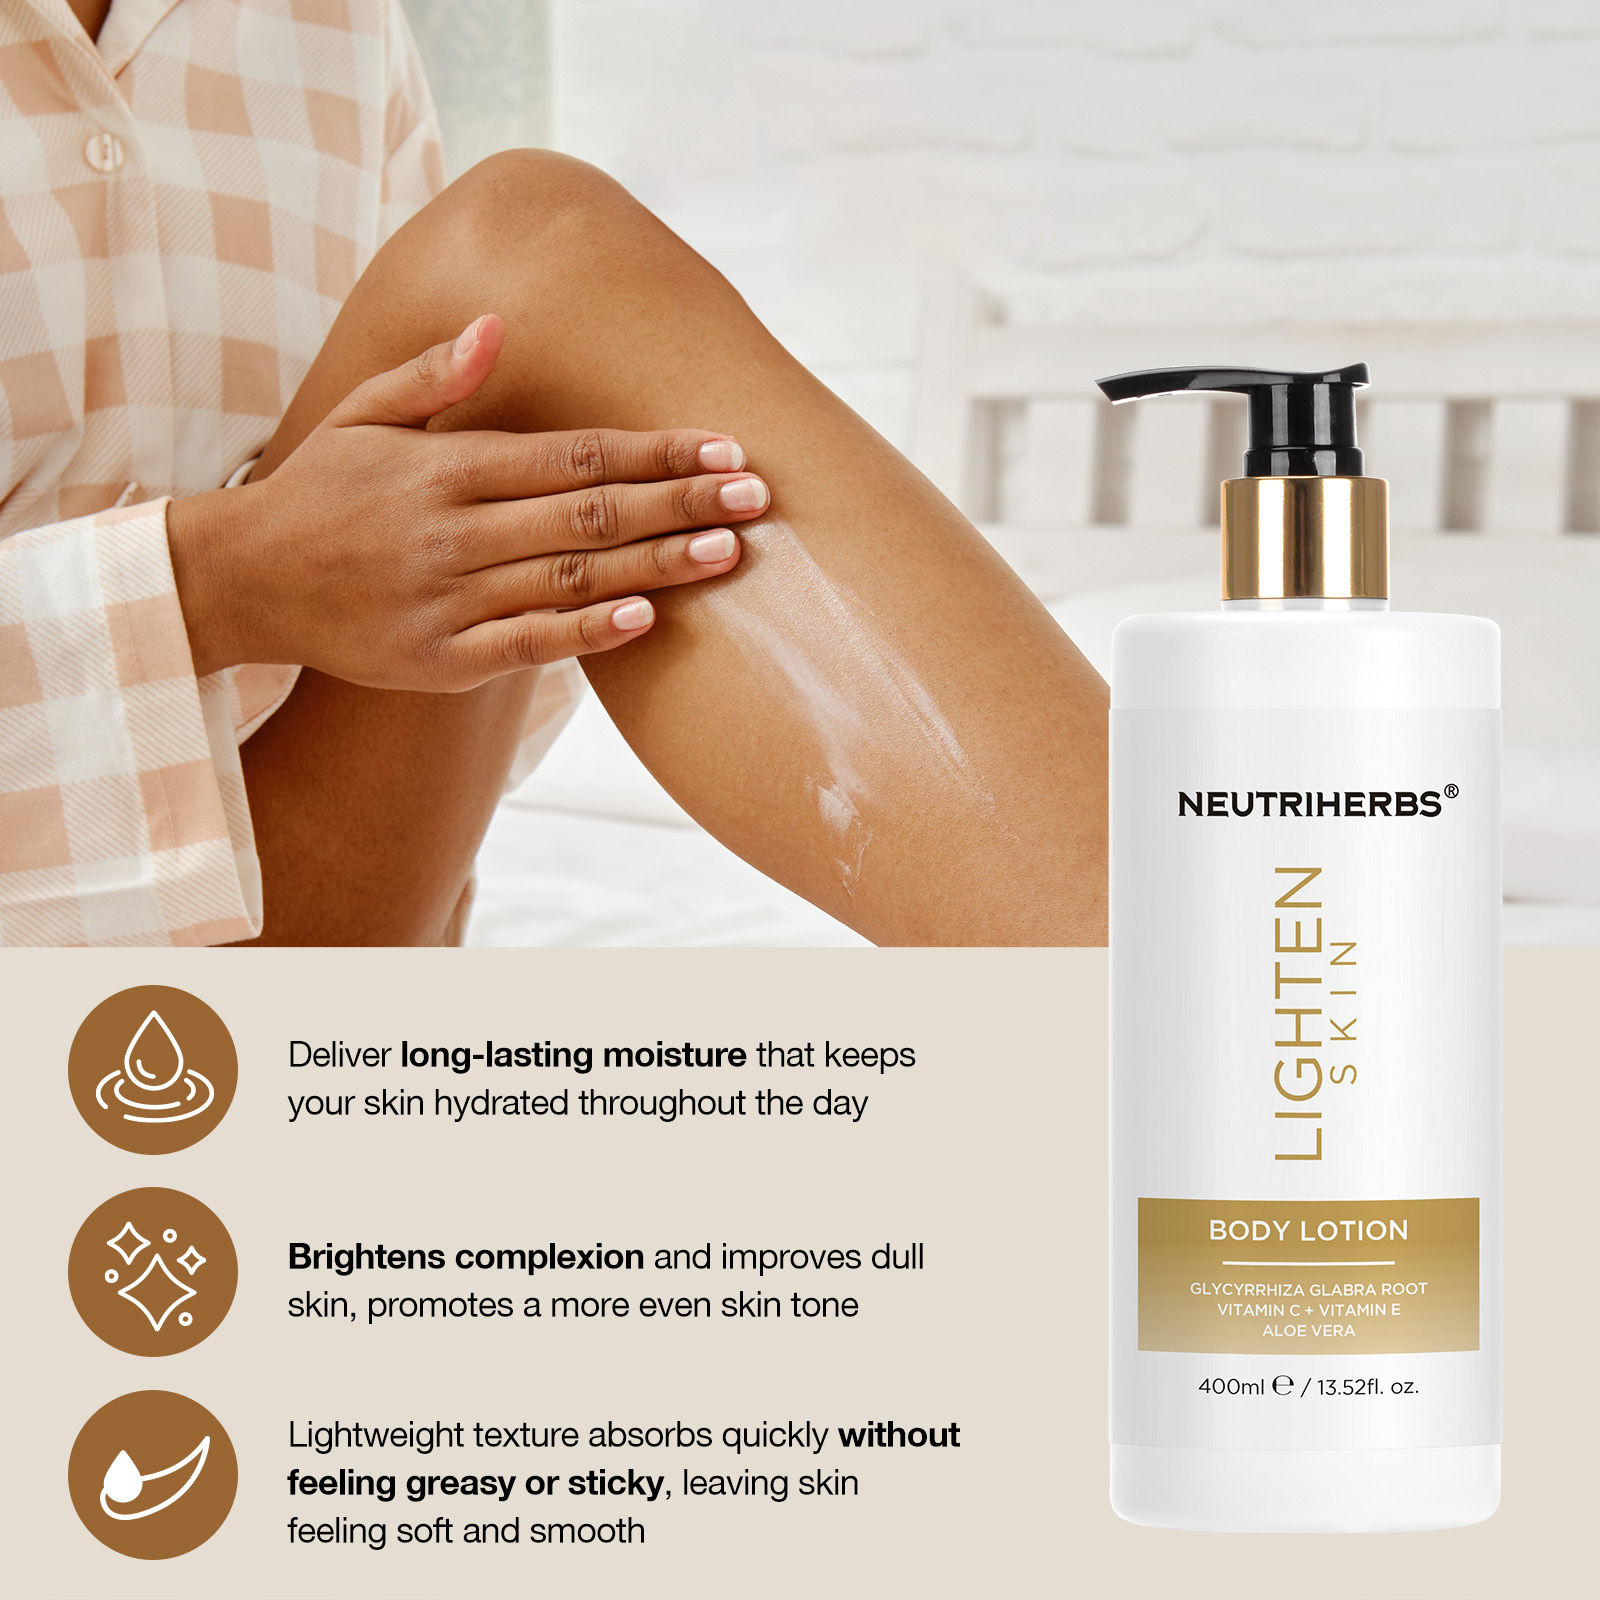 NEUTRIHERBS®
LIGHTEN
SKIN
BODY LOTION
GLYCYRRHIZA GLABRA ROOT
VITAMIN C + VITAMIN E
ALOE VERA
400ml ℮ / 13.52fl. oz.
Deliver long-lasting moisture that keeps
your skin hydrated throughout the day
Brightens complexion and improves dull
skin, promotes a more even skin tone
Lightweight texture absorbs quickly without
feeling greasy or sticky, leaving skin
feeling soft and smooth